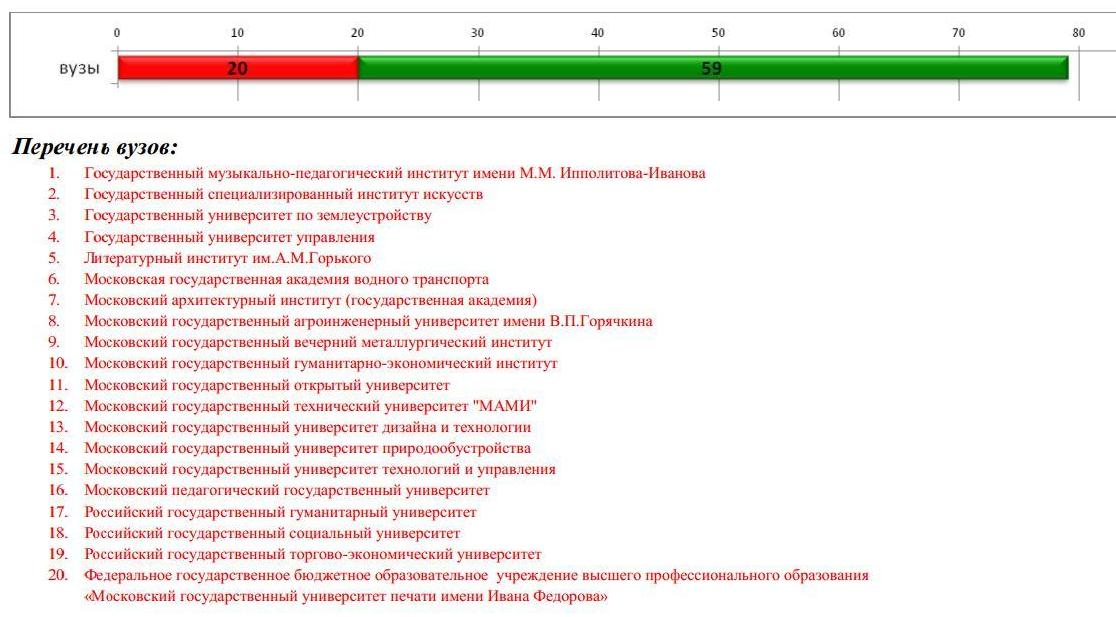 0 10 20 30 40 50 60 70 80
вузы 20 59
Перечень вузов:
1. Государственный музыкально-педагогический институт имени М.М. Ипполитова-Иванова
2. Государственный специализированный институт искусств
3. Государственный университет по землеустройству
4. Государственный университет управления
5. Литературный институт им.А.М.Горького
6. Московская государственная академия водного транспорта
7. Московский архитектурный институт (государственная академия)
8. Московский государственный агроинженерный университет имени В.П.Горячкина
9. Московский государственный вечерний металлургический институт
10. Московский государственный гуманитарно-экономический институт
11. Московский государственный открытый университет
12. Московский государственный технический университет "МАМИ"
13. Московский государственный университет дизайна и технологии
14. Московский государственный университет природообустройства
15. Московский государственный университет технологий и управления
16. Московский педагогический государственный университет
17. Российский государственный гуманитарный университет
18. Российский государственный социальный университет
19. Российский государственный торгово-экономический университет
20. Федеральное государственное бюджетное образовательное учреждение высшего профессионального образования
«Московский государственный университет печати имени Ивана Федорова»